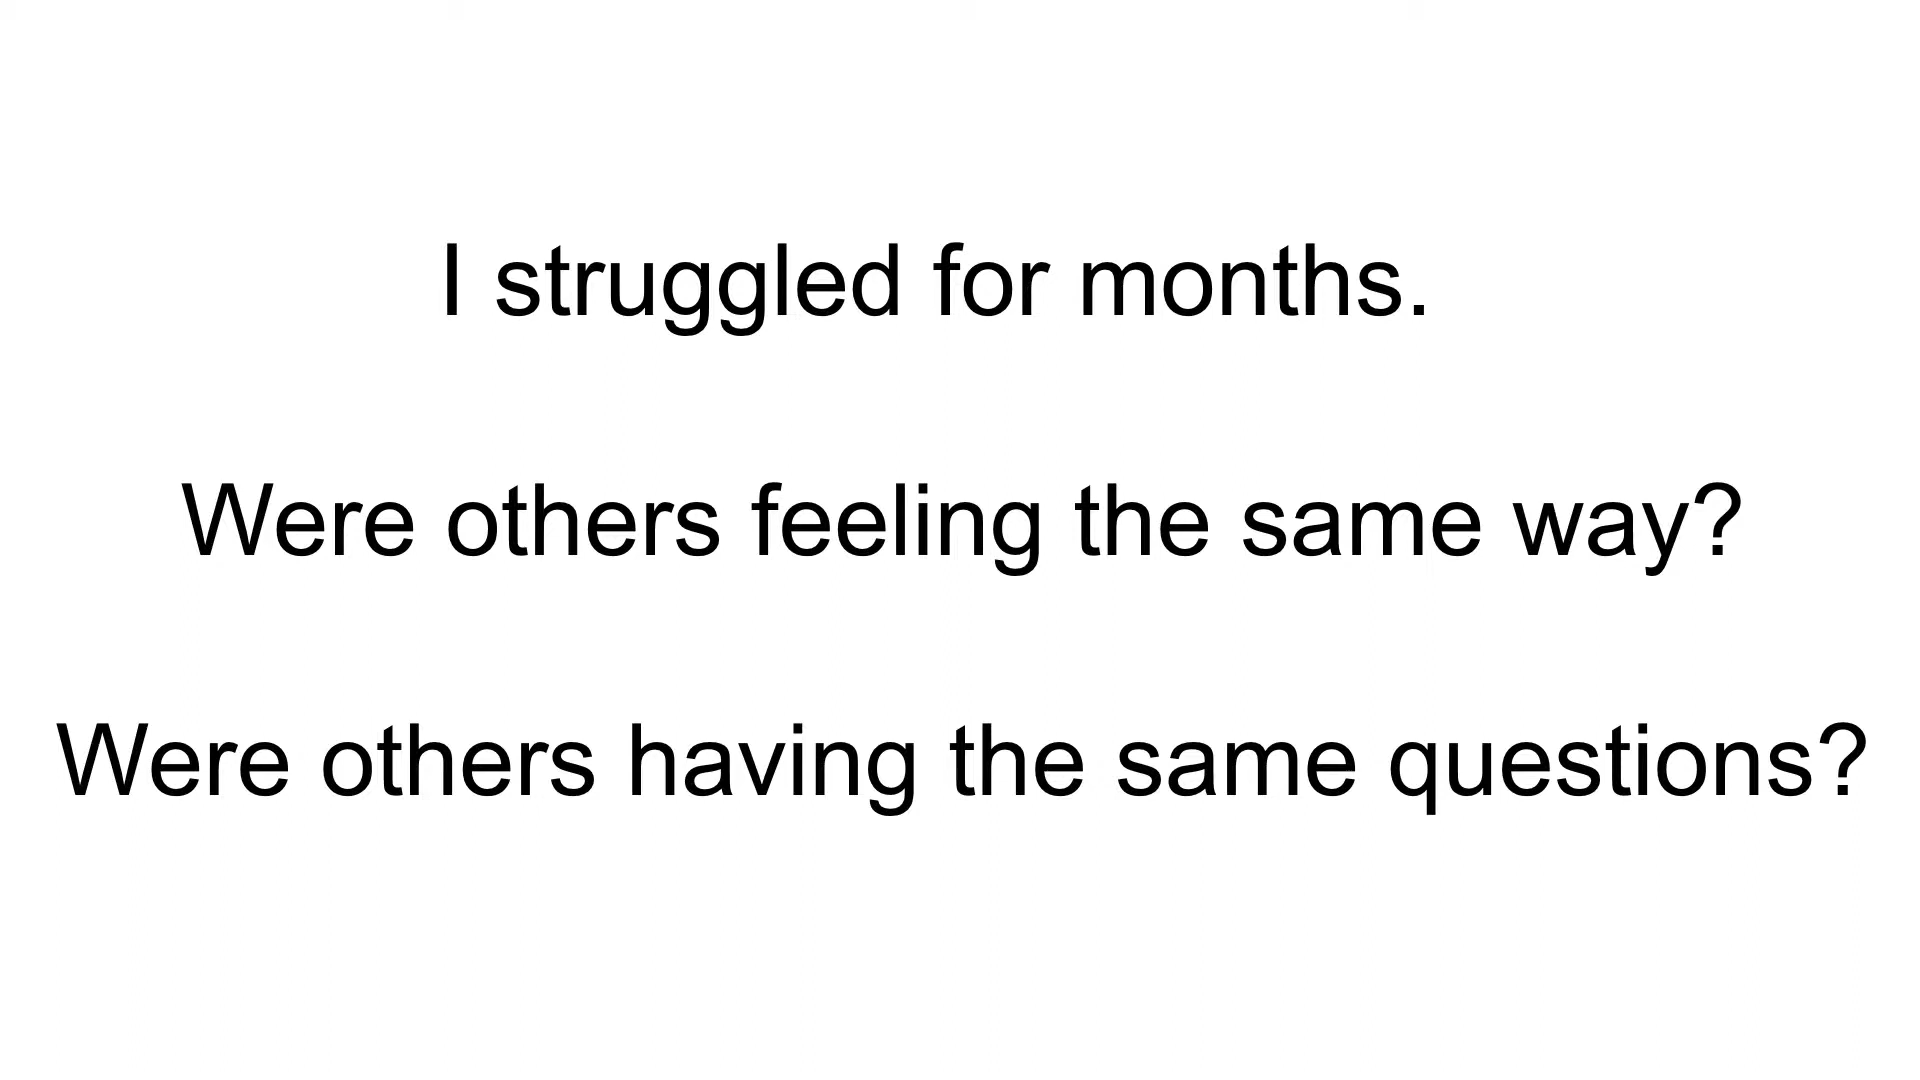 I struggled for months.
Were others feeling the same way?
Were others having the same questions?